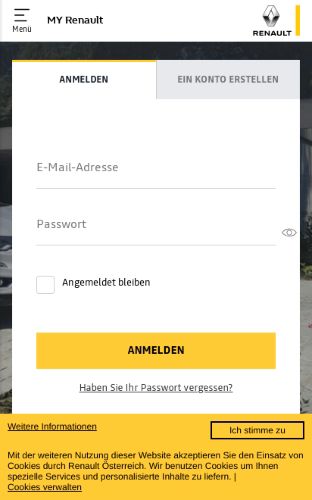 Menü
MY Renault
RENAULT
ANMELDEN
EIN KONTO ERSTELLEN
E-Mail-Adresse
Passwort
Angemeldet bleiben
ANMELDEN
Haben Sie Ihr Passwort vergessen?
Weitere Informationen
Ich stimme zu
Mit der weiteren Nutzung dieser Website akzeptieren Sie den Einsatz von
Cookies durch Renault Österreich. Wir benutzen Cookies um Ihnen
spezielle Services und personalisierte Inhalte zu liefern. |
Cookies verwalten